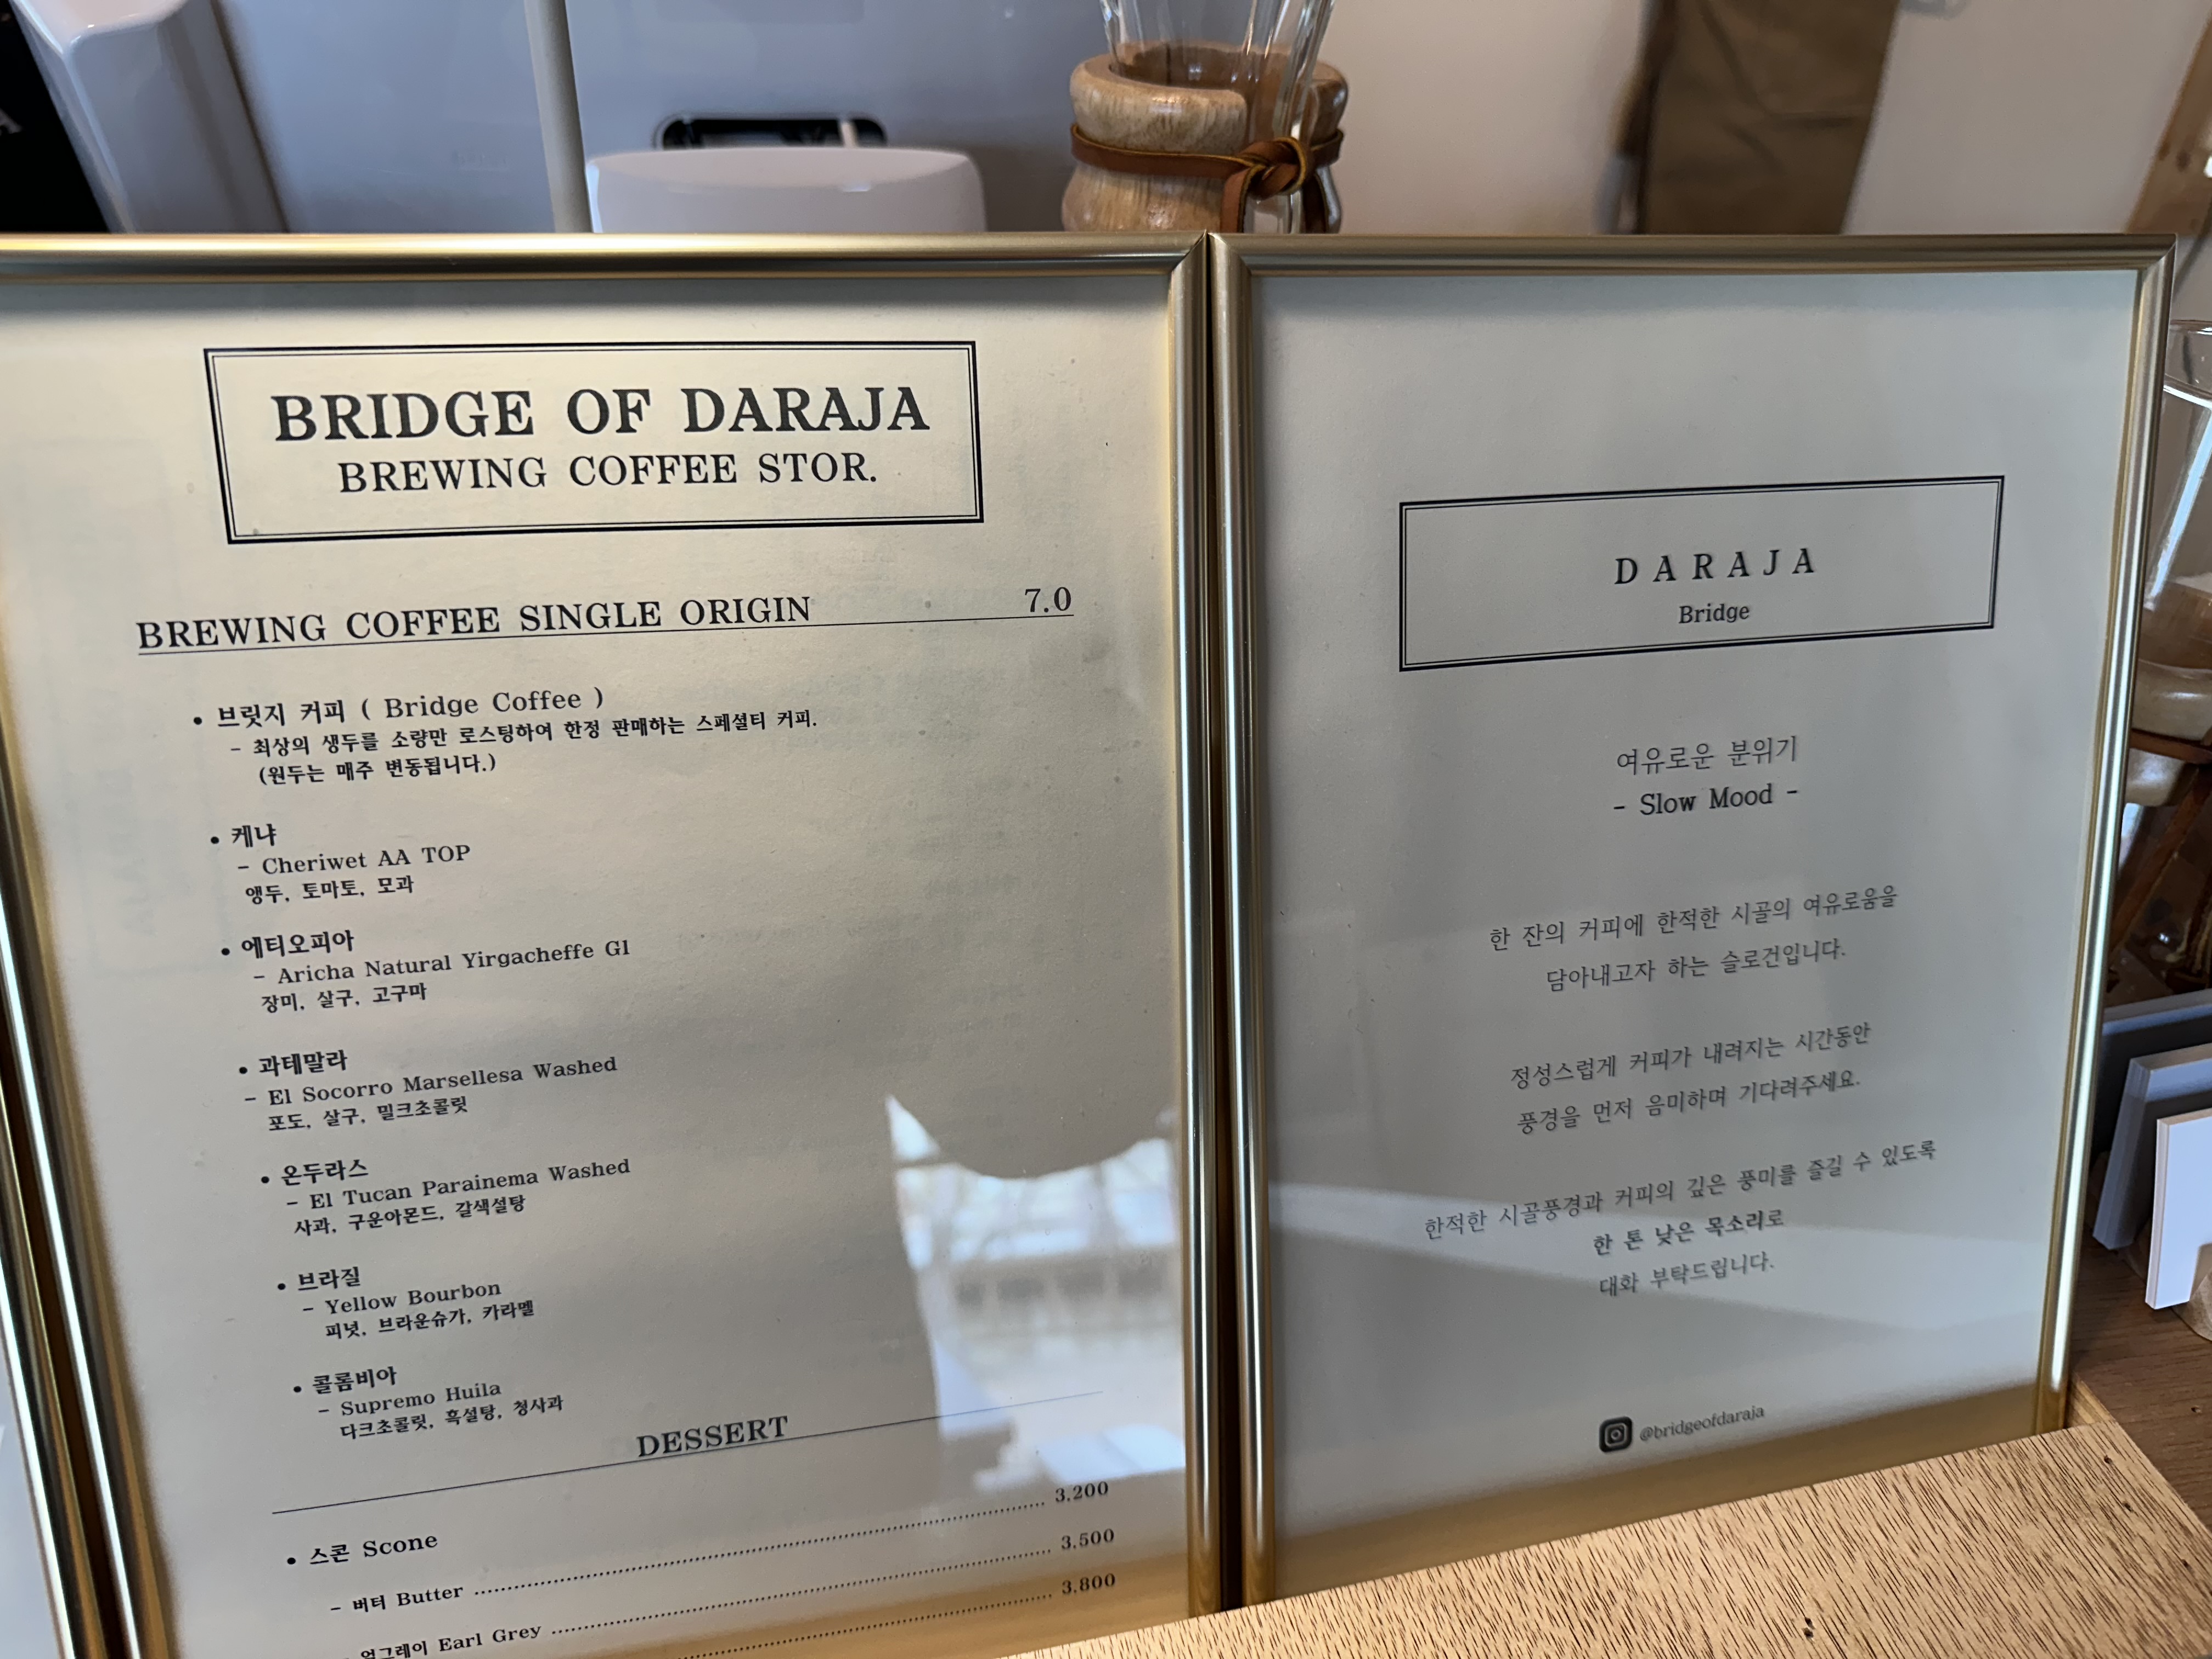 BRIDGE OF DARAJA
BREWING COFFEE STOR.
BREWING COFFEE SINGLE ORIGIN 7.0
• 브릿지 커피 ( Bridge Coffee )
- 최상의 생두를 소량만 로스팅하여 한정 판매하는 스페셜티 커피.
(원두는 매주 변동됩니다.)
• 케냐
- Cheriwet AA TOP
앵두, 토마토, 모과
• 에티오피아
- Aricha Natural Yirgacheffe G1
장미, 살구, 고구마
• 과테말라
- El Socorro Marsellesa Washed
포도, 살구, 밀크초콜릿
• 온두라스
- El Tucan Parainema Washed
사과, 구운아몬드, 갈색설탕
• 브라질
- Yellow Bourbon
피넛, 브라운슈가, 카라멜
• 콜롬비아
- Supremo Huila
다크초콜릿, 흑설탕, 청사과
DESSERT
• 스콘 Scone
- 버터 Butter 3.200
얼그레이 Earl Grey 3.500
3.800
DARAJA
Bridge
여유로운 분위기
- Slow Mood -
한 잔의 커피에 한적한 시골의 여유로움을
담아내고자 하는 슬로건입니다.
정성스럽게 커피가 내려지는 시간동안
풍경을 먼저 음미하며 기다려주세요.
한적한 시골풍경과 커피의 깊은 풍미를 즐길 수 있도록
한 톤 낮은 목소리로
대화 부탁드립니다.
@bridgeofdaraja